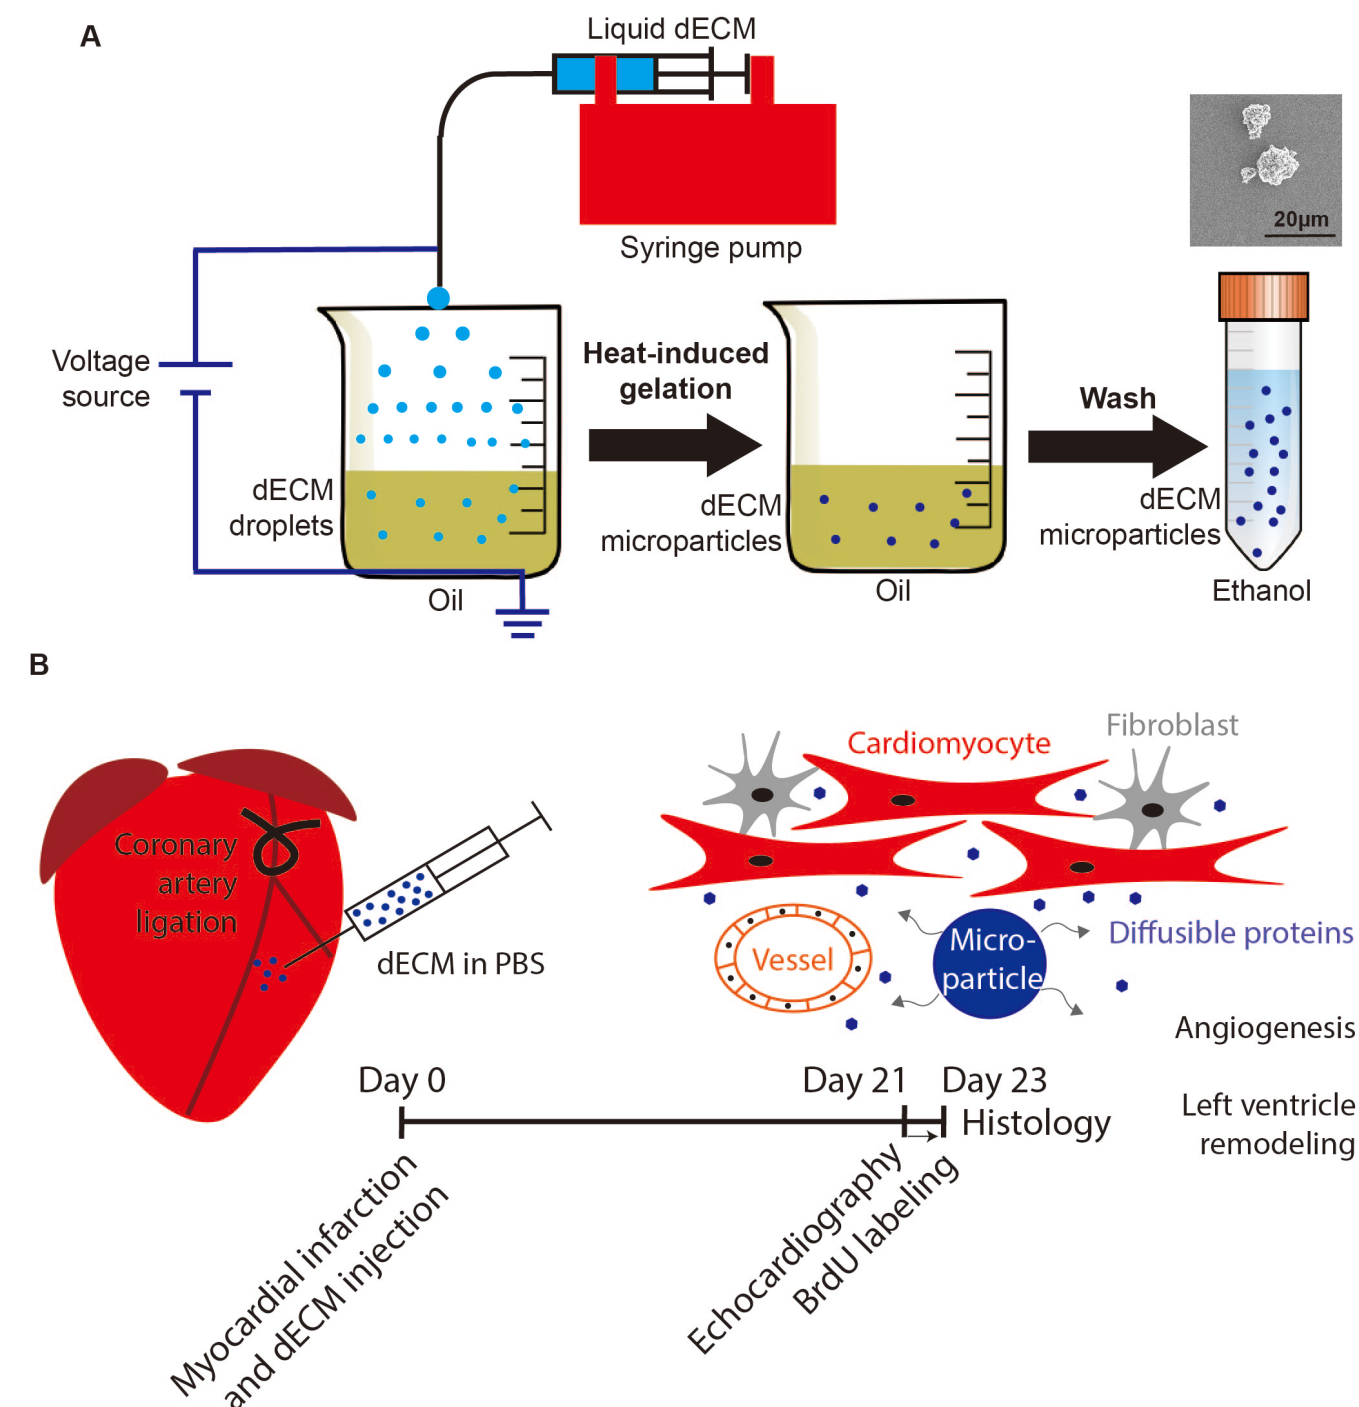 A
Liquid dECM
Syringe pump
20μm
Voltage
source
Heat-induced
gelation
Wash
dECM
droplets
dECM
microparticles
dECM
microparticles
Oil
Oil
Ethanol
B
Coronary
artery
ligation
dECM in PBS
Cardiomyocyte
Fibroblast
Vessel
Micro-
particle
Diffusible proteins
Angiogenesis
Left ventricle
remodeling
Day 0
Day 21
Day 23
Histology
Myocardial infarction
and dECM injection
Echocardiography
BrdU labeling